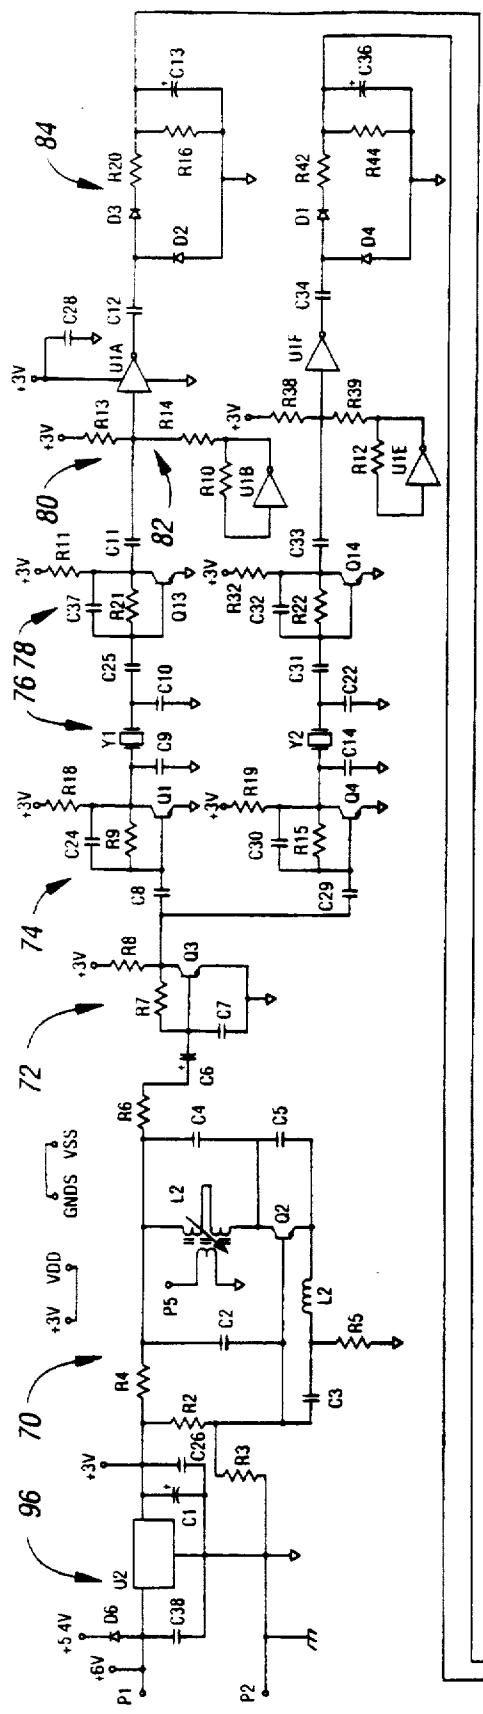 P1
+6V
+5.4V
D6
C38
P2
96
U2
C1
+3V
C26
R3
R2
70
R4
C2
C3
R5
+3V
VDD
GNDS
VSS
P5
L2
L2
Q2
C4
C5
R6
C6
72
+3V
R8
R7
Q3
C7
74
C8
C29
+3V
R18
C24
R9
Q1
+3V
R19
C30
R15
Q4
76
Y1
C9
C10
Y2
C14
C22
78
C25
C31
+3V
R11
C37
R21
Q13
+3V
R32
C32
R22
Q14
80
82
C11
C33
+3V
R13
R14
R10
U1B
+3V
R38
R39
R12
U1E
+3V
C28
U1A
U1F
C12
C34
84
D3
D2
R20
R16
C13
D1
D4
R42
R44
C36